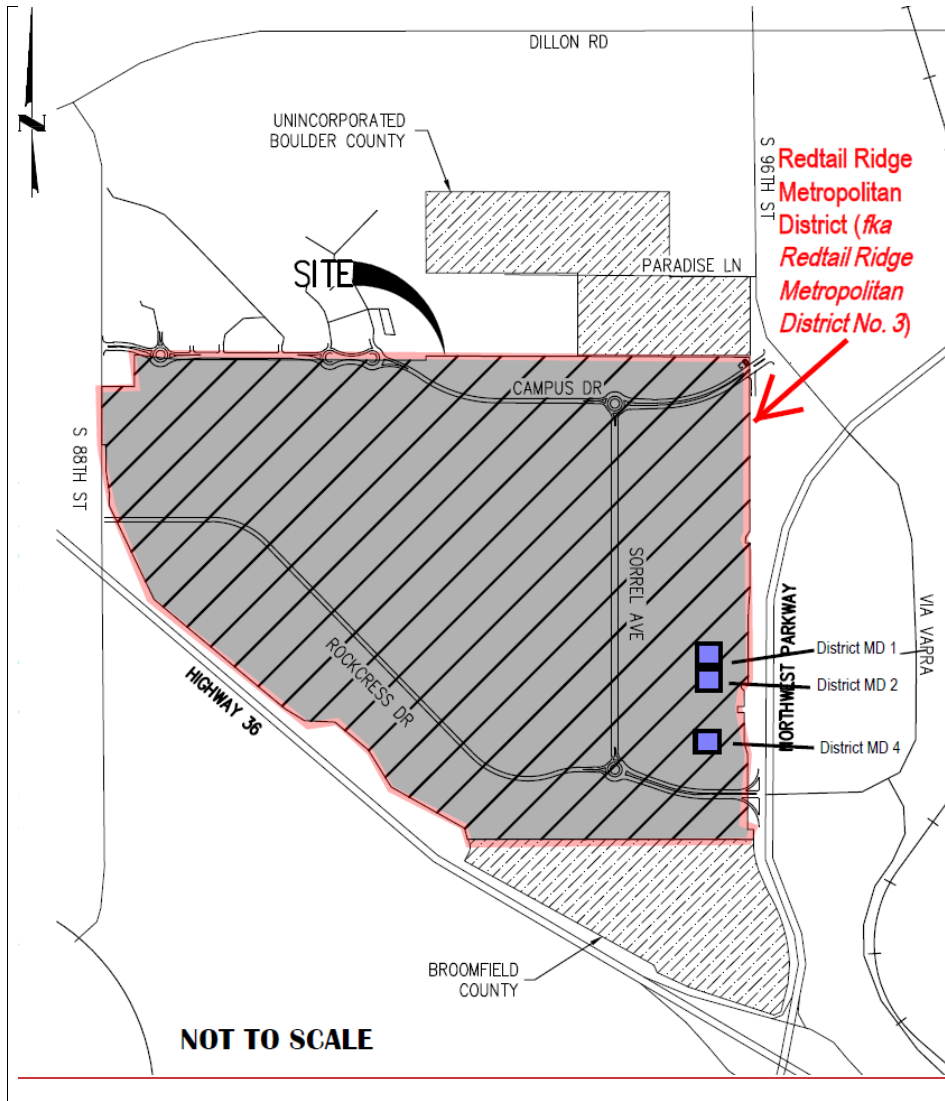 DILLON RD
UNINCORPORATED
BOULDER COUNTY
S 96TH ST
Redtail Ridge
Metropolitan
District (fka
Redtail Ridge
Metropolitan
District No. 3)
N
SITE
PARADISE LN
CAMPUS DR
S 88TH ST
SORREL AVE
ROCKCRESS DR
HIGHWAY 36
NORTHWEST PARKWAY
VIA VARRA
District MD 1
District MD 2
District MD 4
BROOMFIELD
COUNTY
NOT TO SCALE